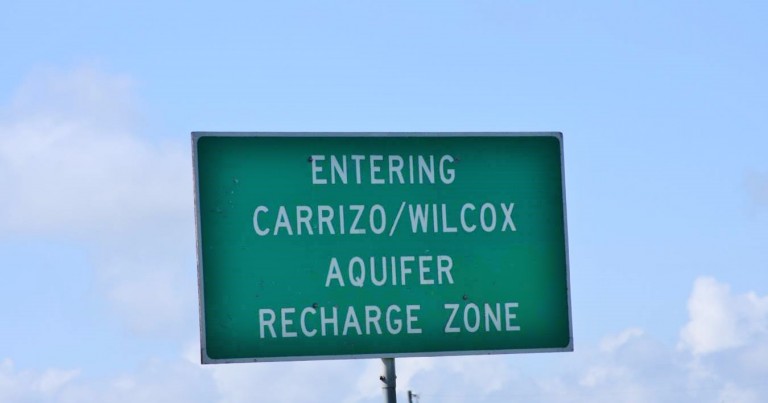 ENTERING
CARRIZO/WILCOX
AQUIFER
RECHARGE ZONE